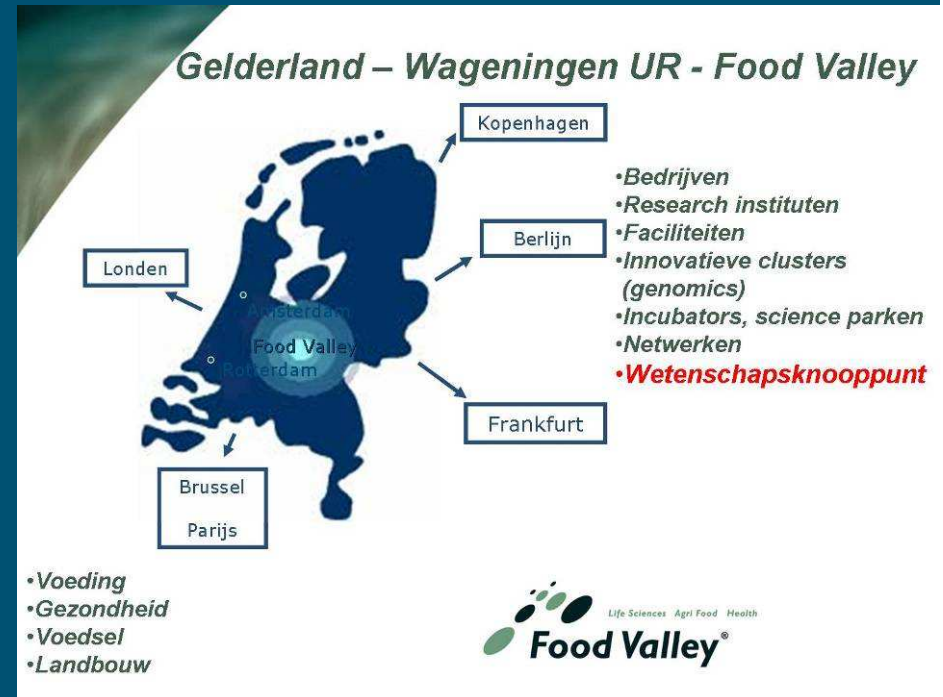 Gelderland – Wageningen UR - Food Valley
Kopenhagen
Berlijn
Londen
Amsterdam
Food Valley
Rotterdam
Frankfurt
Brussel
Parijs
•Bedrijven
•Research instituten
•Faciliteiten
•Innovatieve clusters
(genomics)
•Incubators, science parken
•Netwerken
•Wetenschapsknooppunt
•Voeding
•Gezondheid
•Voedsel
•Landbouw
Life Sciences Agri Food Health
Food Valley®